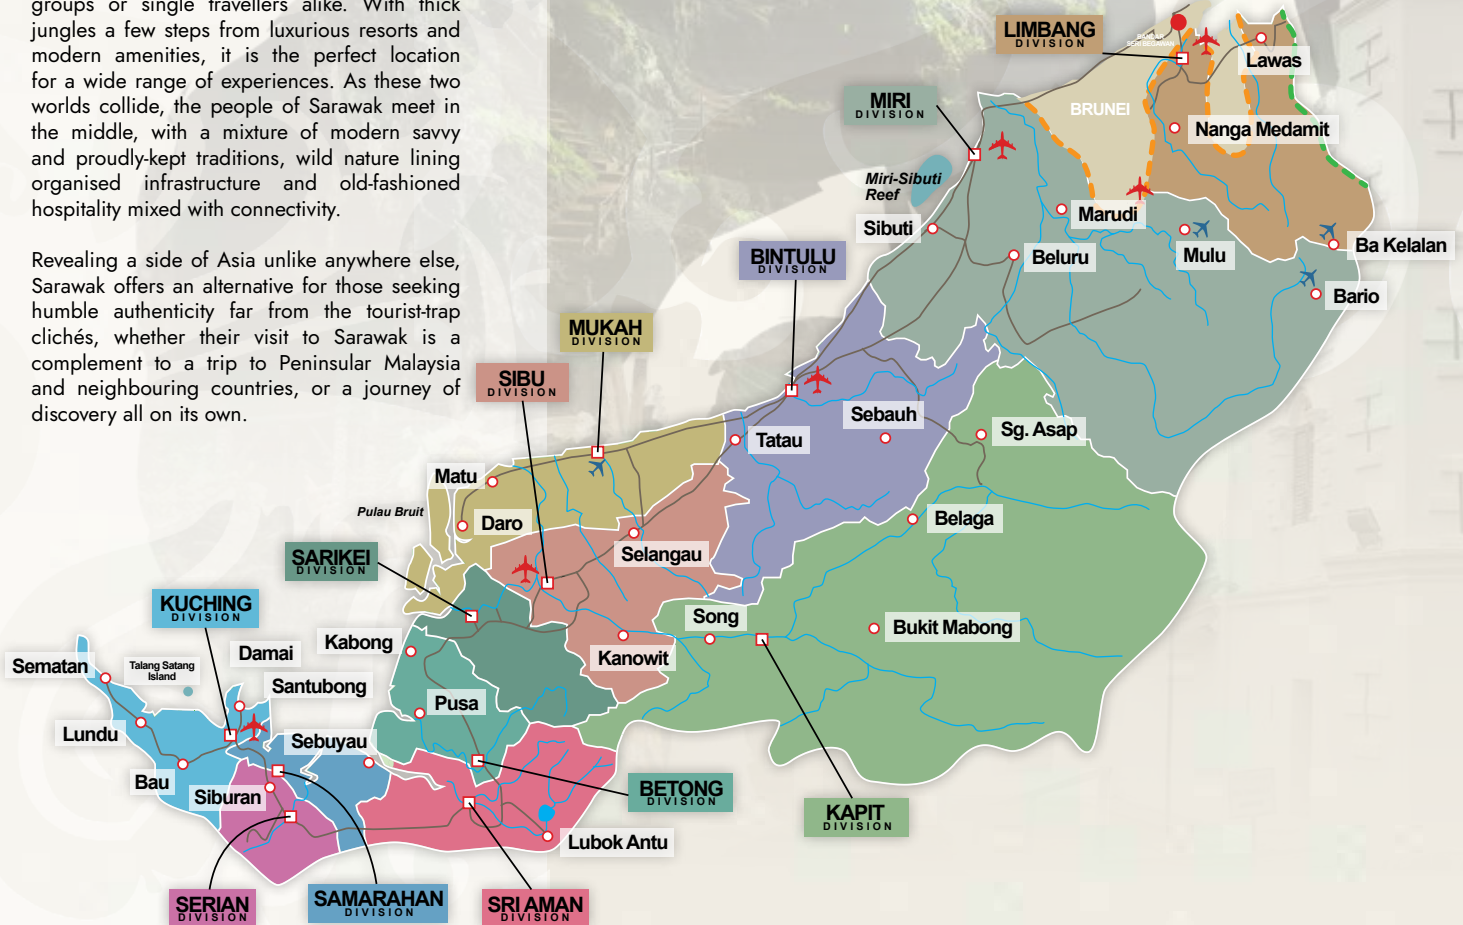 groups or single travellers alike. With thick
jungles a few steps from luxurious resorts and
modern amenities, it is the perfect location
for a wide range of experiences. As these two
worlds collide, the people of Sarawak meet in
the middle, with a mixture of modern savvy
and proudly-kept traditions, wild nature lining
organised infrastructure and old-fashioned
hospitality mixed with connectivity.
Revealing a side of Asia unlike anywhere else,
Sarawak offers an alternative for those seeking
humble authenticity far from the tourist-trap
clichés, whether their visit to Sarawak is a
complement to a trip to Peninsular Malaysia
and neighbouring countries, or a journey of
discovery all on its own.
LIMBANG
DIVISION
BANDAR
SERI BEGAWAN
Lawas
MIRI
DIVISION
BRUNEI
Nanga Medamit
Miri-Sibuti
Reef
Marudi
Sibuti
Mulu
Ba Kelalan
BINTULU
DIVISION
Beluru
Bario
MUKAH
DIVISION
SIBU
DIVISION
Sebauh
Tatau
Sg. Asap
Matu
Pulau Bruit
Daro
Belaga
SARIKEI
DIVISION
Selangau
KUCHING
DIVISION
Song
Bukit Mabong
Kabong
Damai
Kanowit
Sematan
Talang Satang
Island
Santubong
Pusa
Lundu
Sebuyau
Bau
Siburan
BETONG
DIVISION
KAPIT
DIVISION
Lubok Antu
SERIAN
DIVISION
SAMARAHAN
DIVISION
SRI AMAN
DIVISION